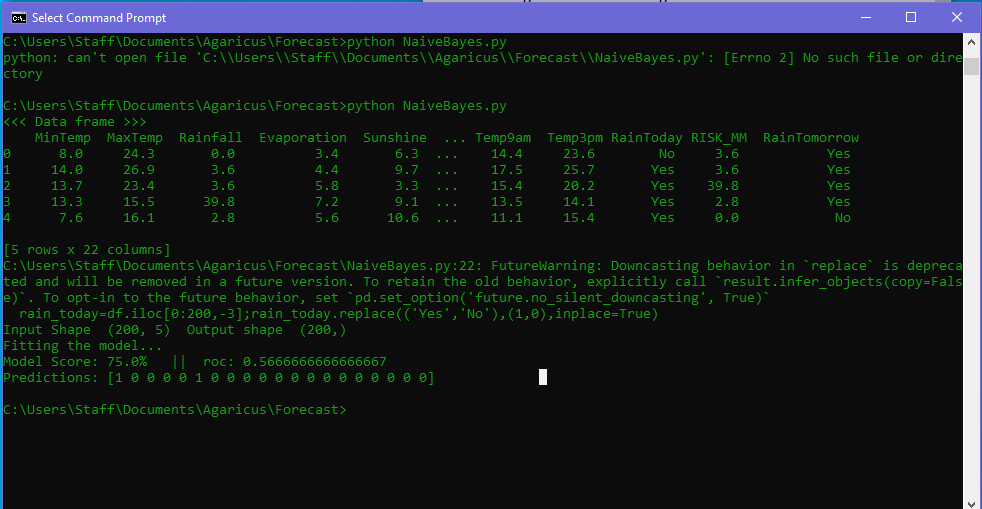 Select Command Prompt
C:\Users\Staff\Documents\Agaricus\Forecast>python NaiveBayes.py
python: can't open file 'C:\\Users\\Staff\\Documents\\Agaricus\\Forecast\\NaiveBayes.py': [Errno 2] No such file or dire
ctory
C:\Users\Staff\Documents\Agaricus\Forecast>python NaiveBayes.py
<<< Data frame >>>
MinTemp MaxTemp Rainfall Evaporation Sunshine ... Temp9am Temp3pm RainToday RISK_MM RainTomorrow
0 8.0 24.3 0.0 3.4 6.3 ... 14.4 23.6 No 3.6 Yes
1 14.0 26.9 3.6 4.4 9.7 ... 17.5 25.7 Yes 3.6 Yes
2 13.7 23.4 3.6 5.8 3.3 ... 15.4 20.2 Yes 39.8 Yes
3 13.3 15.5 39.8 7.2 9.1 ... 13.5 14.1 Yes 2.8 Yes
4 7.6 16.1 2.8 5.6 10.6 ... 11.1 15.4 Yes 0.0 No
[5 rows x 22 columns]
C:\Users\Staff\Documents\Agaricus\Forecast\NaiveBayes.py:22: FutureWarning: Downcasting behavior in `replace` is depreca
ted and will be removed in a future version. To retain the old behavior, explicitly call `result.infer_objects(copy=Fals
e)`. To opt-in to the future behavior, set `pd.set_option('future.no_silent_downcasting', True)`
rain_today=df.iloc[0:200,-3];rain_today.replace(('Yes','No'),(1,0),inplace=True)
Input Shape (200, 5) Output shape (200,)
Fitting the model...
Model Score: 75.0% || roc: 0.5666666666666667
Predictions: [1 0 0 0 0 1 0 0 0 0 0 0 0 0 0 0 0 0 0 0]
C:\Users\Staff\Documents\Agaricus\Forecast>